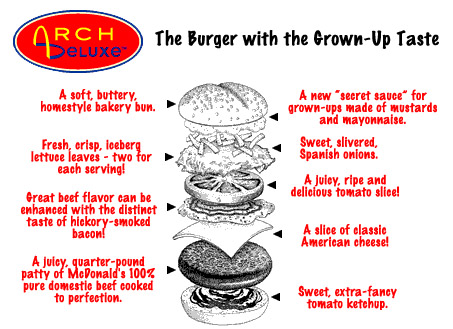 ARCH
DELUXE™
The Burger with the Grown-Up Taste
A soft, buttery,
homestyle bakery bun.
A new "secret sauce" for
grown-ups made of mustards
and mayonnaise.
Fresh, crisp, iceberg
lettuce leaves - two for
each serving!
Sweet, slivered,
Spanish onions.
A juicy, ripe and
delicious tomato slice!
Great beef flavor can be
enhanced with the distinct
taste of hickory-smoked
bacon!
A slice of classic
American cheese!
A juicy, quarter-pound
patty of McDonald's 100%
pure domestic beef cooked
to perfection.
Sweet, extra-fancy
tomato ketchup.